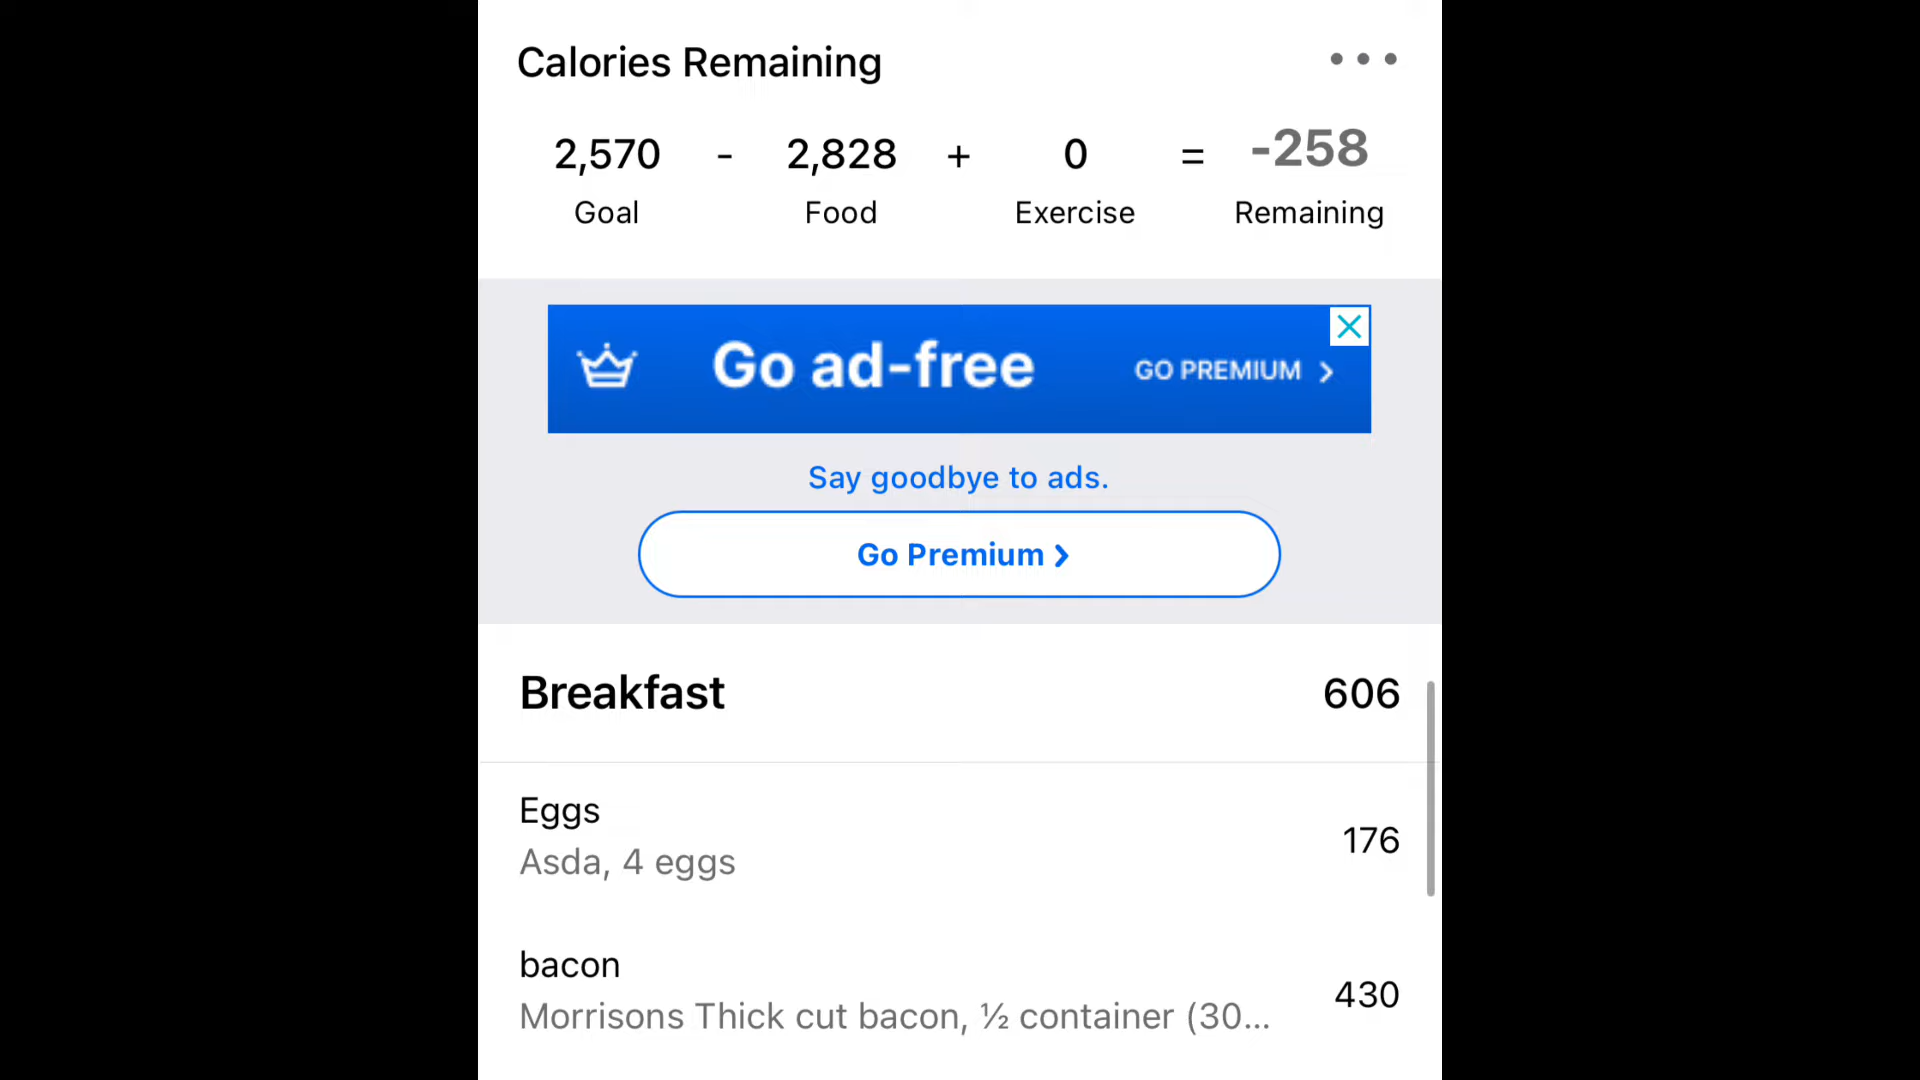 Calories Remaining
2,570 - 2,828 + 0 = -258
Goal Food Exercise Remaining
Go ad-free GO PREMIUM
Say goodbye to ads.
Go Premium
Breakfast 606
Eggs
176
Asda, 4 eggs
bacon
430
Morrisons Thick cut bacon, ½ container (30...